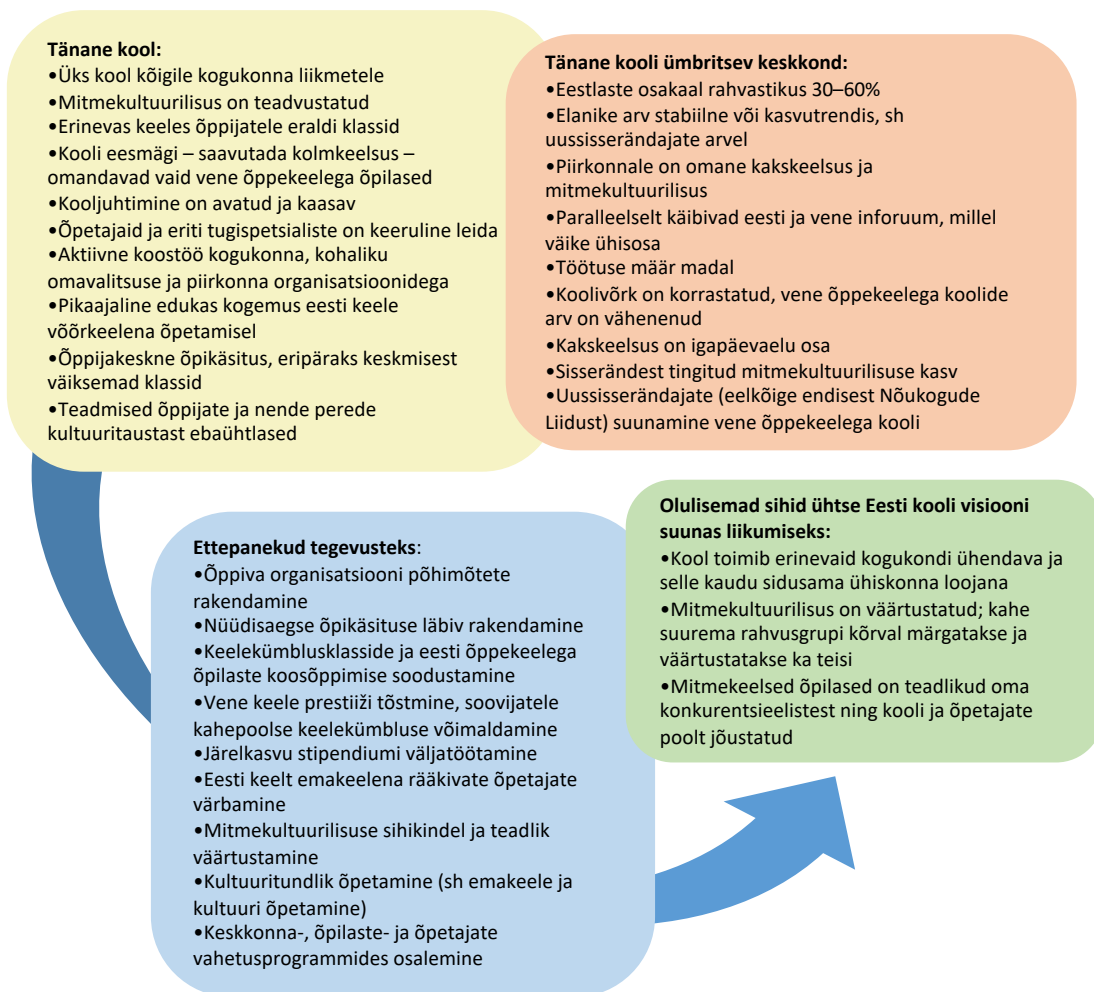 Tänane kool:
•Üks kool kõigile kogukonna liikmetele
•Mitmekultuurilisus on teadvustatud
•Erinevas keeles õppijatele eraldi klassid
•Kooli eesmägi – saavutada kolmkeelsus –
omandavad vaid vene õppekeelega õpilased
•Kooljuhtimine on avatud ja kaasav
•Õpetajaid ja eriti tugispetsialiste on keeruline leida
•Aktiivne koostöö kogukonna, kohaliku
omavalitsuse ja piirkonna organisatsioonidega
•Pikaajaline edukas kogemus eesti keele
võõrkeelena õpetamisel
•Õppijakeskne õpikäsitus, eripäraks keskmisest
väiksemad klassid
•Teadmised õppijate ja nende perede
kultuuritaustast ebaühtlased
Tänane kooli ümbritsev keskkond:
•Eestlaste osakaal rahvastikus 30–60%
•Elanike arv stabiilne või kasvutrendis, sh
uussisserändajate arvel
•Piirkonnale on omane kakskeelsus ja
mitmekultuurilisus
•Paralleelselt käibivad eesti ja vene inforuum, millel
väike ühisosa
•Töötuse määr madal
•Koolivõrk on korrastatud, vene õppekeelega koolide
arv on vähenenud
•Kakskeelsus on igapäevaelu osa
•Sisserändest tingitud mitmekultuurilisuse kasv
•Uussisserändajate (eelkõige endisest Nõukogude
Liidust) suunamine vene õppekeelega kooli
Ettepanekud tegevusteks:
•Õppiva organisatsiooni põhimõtete
rakendamine
•Nüüdisaegse õpikäsituse läbiv rakendamine
•Keelekümblusklasside ja eesti õppekeelega
õpilaste koosõppimise soodustamine
•Vene keele prestiiži tõstmine, soovijatele
kahepoolse keelekümbluse võimaldamine
•Järelkasvu stipendiumi väljatöötamine
•Eesti keelt emakeelena rääkivate õpetajate
värbamine
•Mitmekultuurilisuse sihikindel ja teadlik
väärtustamine
•Kultuuritundlik õpetamine (sh emakeele ja
kultuuri õpetamine)
•Keskkonna-, õpilaste- ja õpetajate
vahetusprogrammides osalemine
Olulisemad sihid ühtse Eesti kooli visiooni
suunas liikumiseks:
•Kool toimib erinevaid kogukondi ühendava ja
selle kaudu sidusama ühiskonna loojana
•Mitmekultuurilisus on väärtustatud; kahe
suurema rahvusgrupi kõrval märgatakse ja
väärtustatakse ka teisi
•Mitmekeelsed õpilased on teadlikud oma
konkurentsieelistest ning kooli ja õpetajate
poolt jõustatud